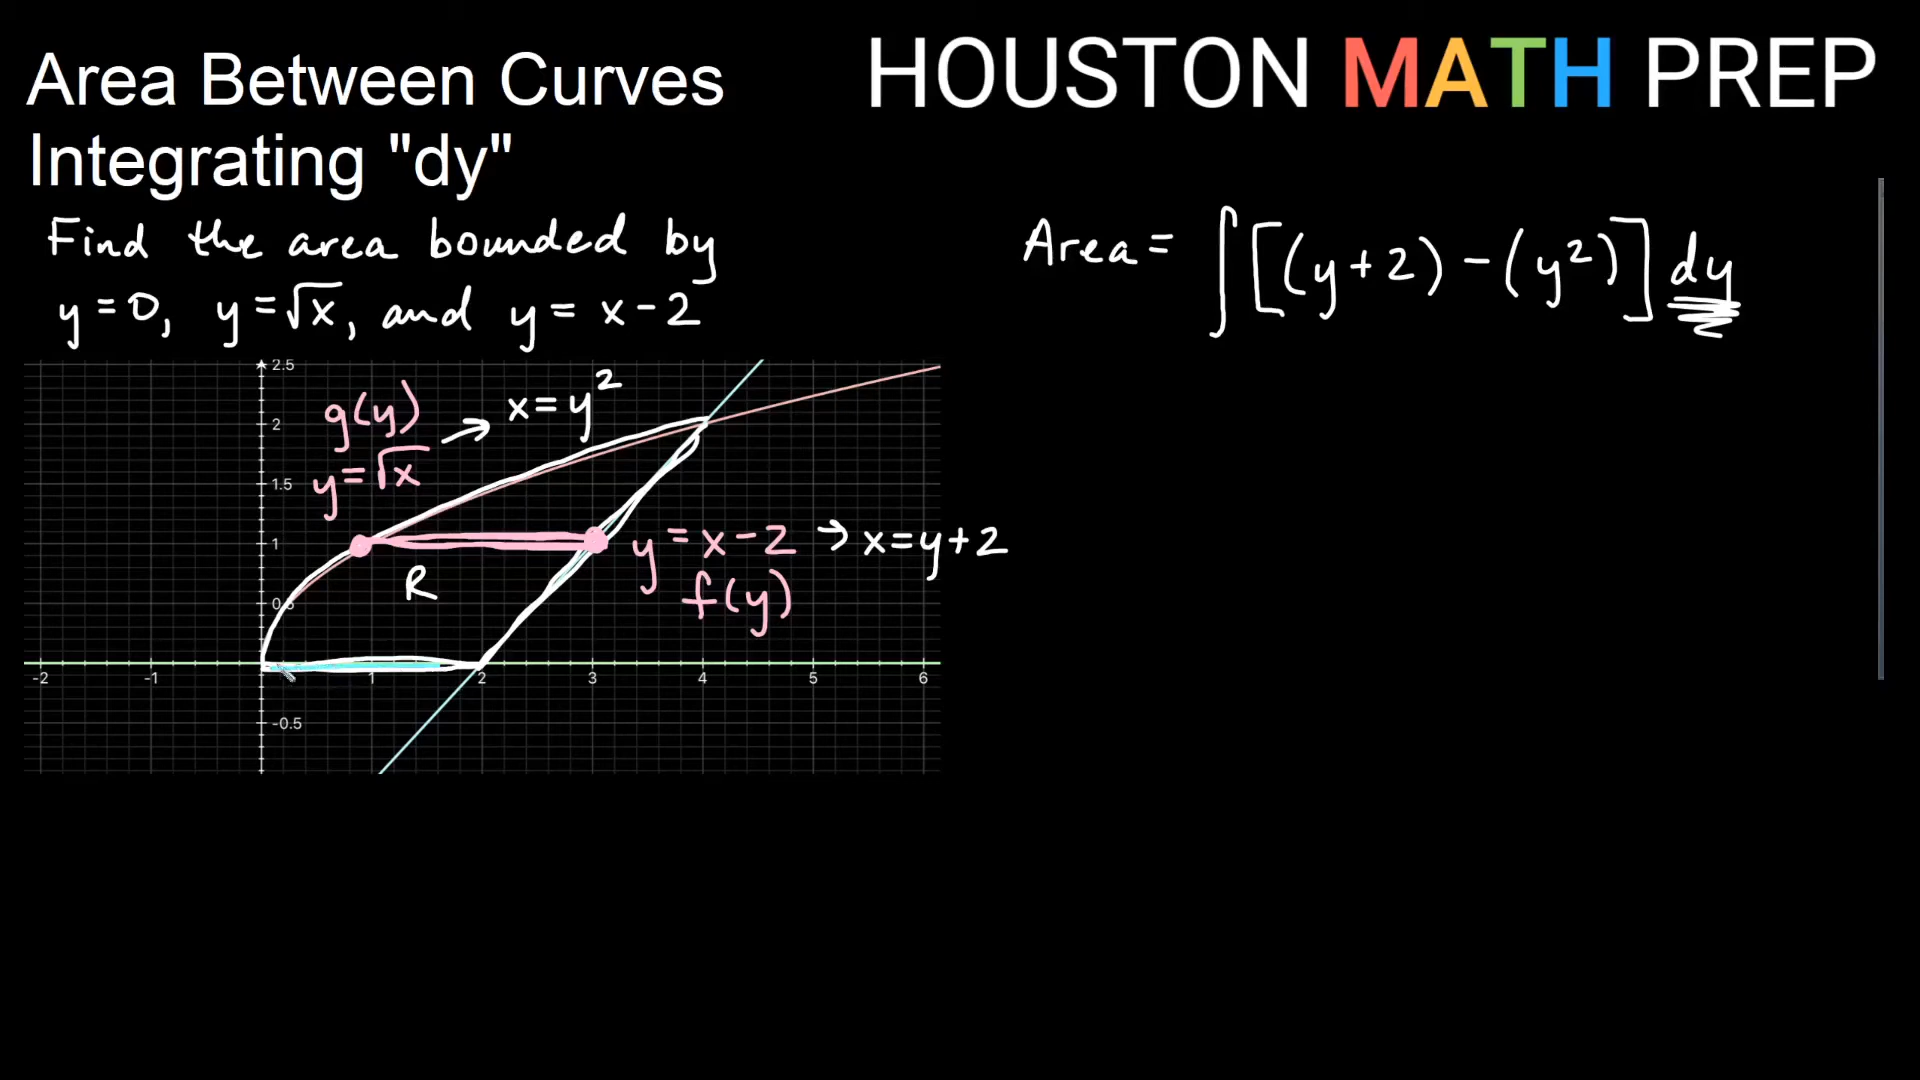 Area Between Curves
Integrating "dy"
HOUSTON MATH PREP
Find the area bounded by
y = 0, y = √x, and y = x - 2
Area = ∫ [(y + 2) - (y²)] dy
2.5
g(y) → x = y²
2
y = √x
1.5
1
y = x - 2 → x = y + 2
R
f(y)
0.5
-2 -1 1 2 3 4 5 6
-0.5